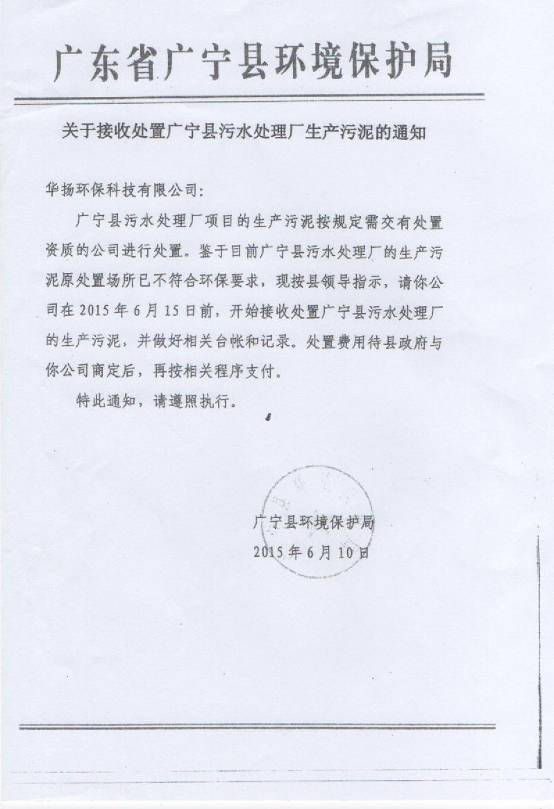 广东省广宁县环境保护局
关于接收处置广宁县污水处理厂生产污泥的通知
华扬环保科技有限公司:
广宁县污水处理厂项目的生产污泥按规定需交有处置
资质的公司进行处置。鉴于目前广宁县污水处理厂的生产污
泥原处置场所已不符合环保要求，现按县领导指示，请你公
司在2015年6月15日前，开始接收处置广宁县污水处理厂
的生产污泥，并做好相关台帐和记录。处置费用待县政府与
你公司商定后，再按相关程序支付。
特此通知，请遵照执行。
广宁县环境保护局
2015年6月10日